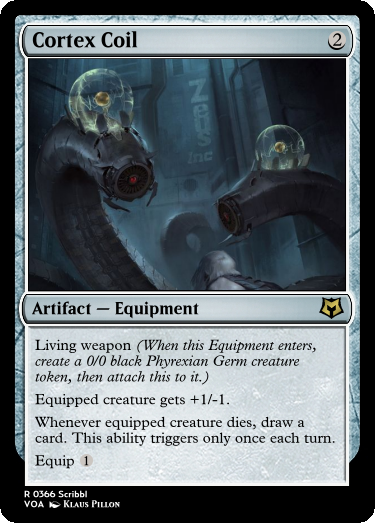 Cortex Coil 2
Zeus
Inc
Artifact — Equipment
Living weapon (When this Equipment enters,
create a 0/0 black Phyrexian Germ creature
token, then attach this to it.)
Equipped creature gets +1/-1.
Whenever equipped creature dies, draw a
card. This ability triggers only once each turn.
Equip 1
R 0366 Scribbl
VOA Klaus Pillon